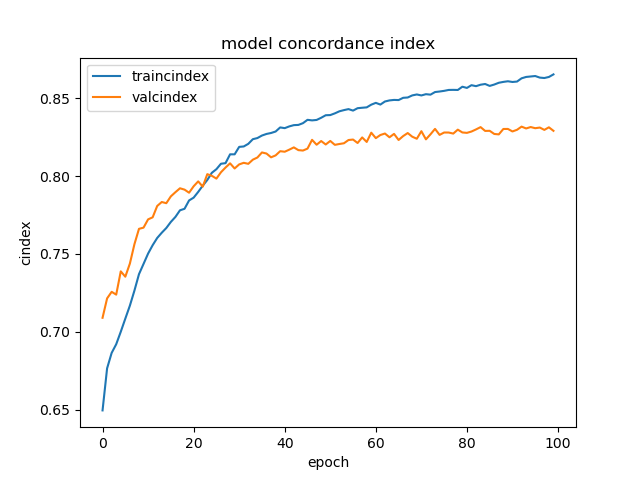 model concordance index
traincindex
valcindex
cindex
0.85
0.80
0.75
0.70
0.65
0 20 40 60 80 100
epoch